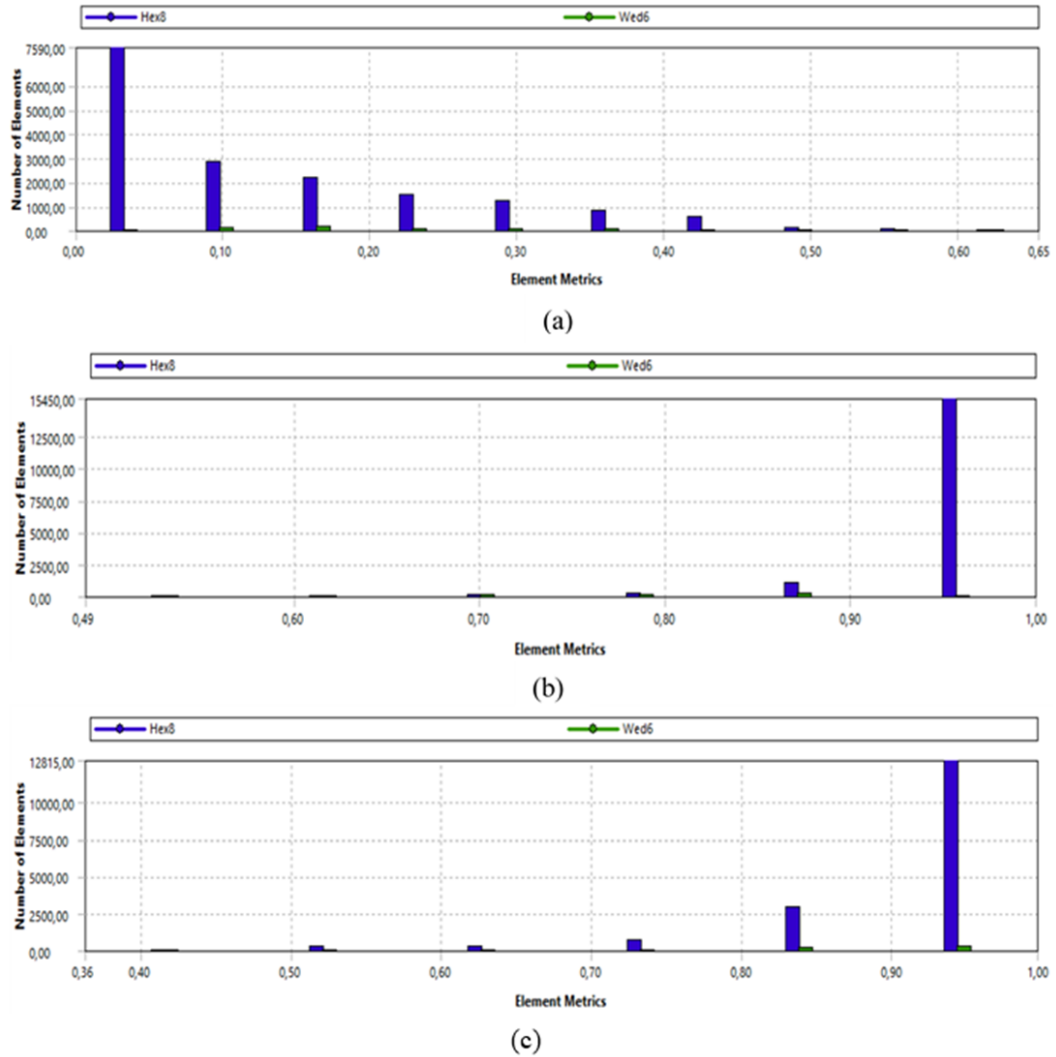 Hex8 Wed6
7590,00
6000,00
5000,00
4000,00
3000,00
2000,00
1000,00
0,00
Number of Elements
0,00 0,10 0,20 0,30 0,40 0,50 0,60 0,65
Element Metrics
(a)
Hex8 Wed6
15450,00
12500,00
10000,00
7500,00
5000,00
2500,00
0,00
Number of Elements
0,49 0,60 0,70 0,80 0,90 1,00
Element Metrics
(b)
Hex8 Wed6
12815,00
10000,00
7500,00
5000,00
2500,00
0,00
Number of Elements
0,36 0,40 0,50 0,60 0,70 0,80 0,90 1,00
Element Metrics
(c)